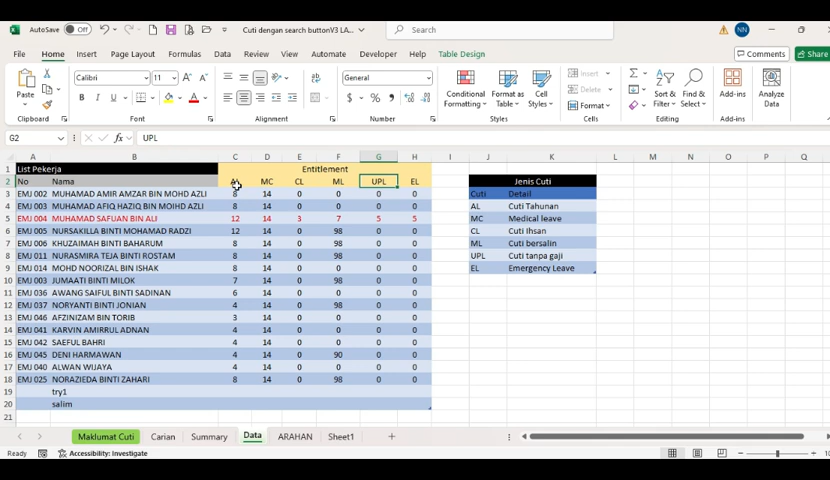 AutoSave Off Cuti dengan search buttonV3 LA... Search NN
File Home Insert Page Layout Formulas Data Review View Automate Developer Help Table Design Comments Share
Calibri 11 General
Paste B I U Conditional Formatting Format as Table Cell Styles Insert Delete Format Sort & Filter Find & Select Add-ins Analyze Data
Clipboard Font Alignment Number Styles Cells Editing Add-ins
G2 fx UPL
A B C D E F G H I J K L M N O P Q
1 List Pekerja Entitlement
2 No Nama AL MC CL ML UPL EL Jenis Cuti
3 EMJ 002 MUHAMAD AMIR AMZAR BIN MOHD AZLI 8 14 0 0 0 0 Cuti Detail
4 EMJ 003 MUHAMAD AFIQ HAZIQ BIN MOIHD AZLI 8 14 0 0 0 0 AL Cuti Tahunan
5 EMJ 004 MUHAMAD SAFUAN BIN ALI 12 14 3 7 5 5 MC Medical leave
6 EMJ 005 NURSAKILLA BINTI MOHAMAD RADZI 12 14 0 98 0 0 CL Cuti Ihsan
7 EMJ 006 KHUZAIMAH BINTI BAHARUM 8 14 0 98 0 0 ML Cuti bersalin
8 EMJ 011 NURASMIRA TEJA BINTI ROSTAM 8 14 0 98 0 0 UPL Cuti tanpa gaji
9 EMJ 014 MOHD NOORIZAL BIN ISHAK 8 14 0 0 0 0 EL Emergency Leave
10 EMJ 003 JUMAATI BINTI MILOK 7 14 0 98 0 0
11 EMJ 036 AWANG SAIFUL BINTI SADINAN 6 14 0 0 0 0
12 EMJ 037 NORYANTI BINTI JONIAN 4 14 0 98 0 0
13 EMJ 046 AFZINIZAM BIN TORIB 3 14 0 0 0 0
14 EMJ 041 KARVIN AMIRRUL ADNAN 4 14 0 0 0 0
15 EMJ 042 SAEFUL BAHRI 4 14 0 0 0 0
16 EMJ 045 DENI HARMAWAN 4 14 0 90 0 0
17 EMJ 040 ALWAN WIJAYA 4 14 0 0 0 0
18 EMJ 025 NORAZIEDA BINTI ZAHARI 8 14 0 98 0 0
19 try1
20 salim
21
Maklumat Cuti Carian Summary Data ARAHAN Sheet1
Ready Accessibility: Investigate